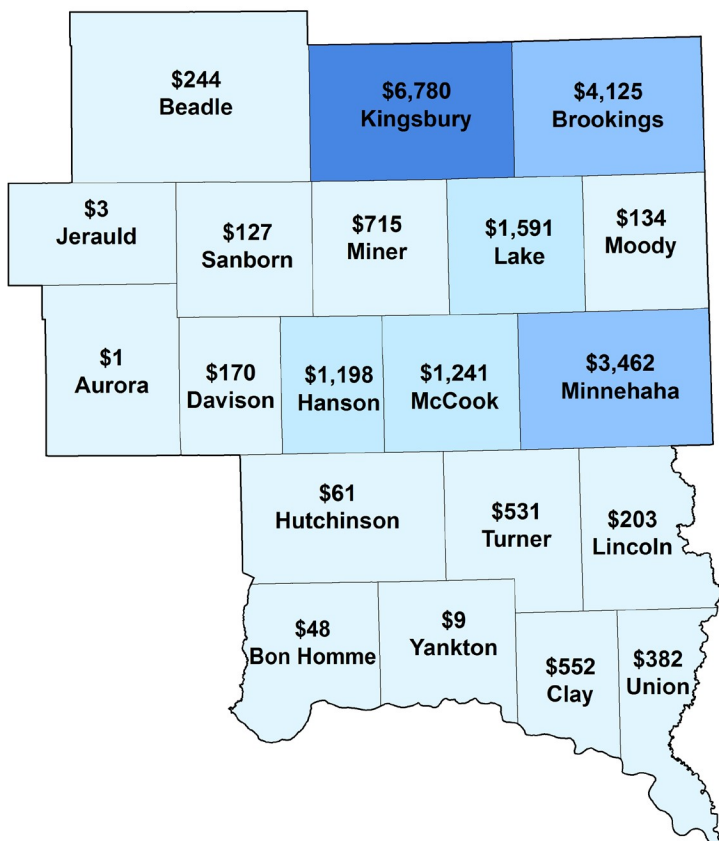 $244
Beadle
$6,780
Kingsbury
$4,125
Brookings
$3
Jerauld
$127
Sanborn
$715
Miner
$1,591
Lake
$134
Moody
$1
Aurora
$170
Davison
$1,198
Hanson
$1,241
McCook
$3,462
Minnehaha
$61
Hutchinson
$531
Turner
$203
Lincoln
$48
Bon Homme
$9
Yankton
$552
Clay
$382
Union